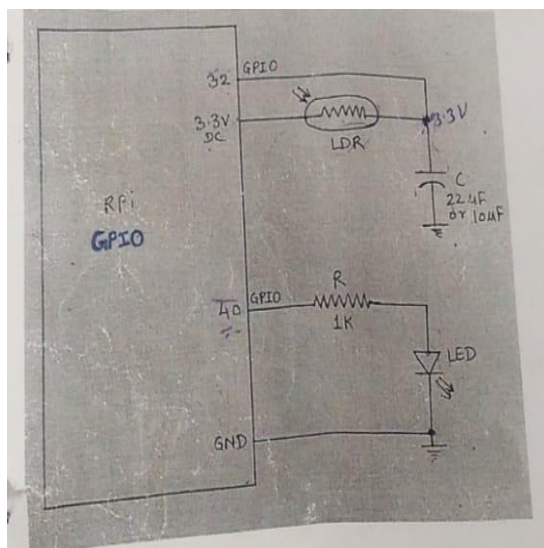 GPIO
32
3.3V
DC
3.3V
LDR
C
22uF
or 10uF
RPi
GPIO
GPIO
40
R
1K
LED
GND